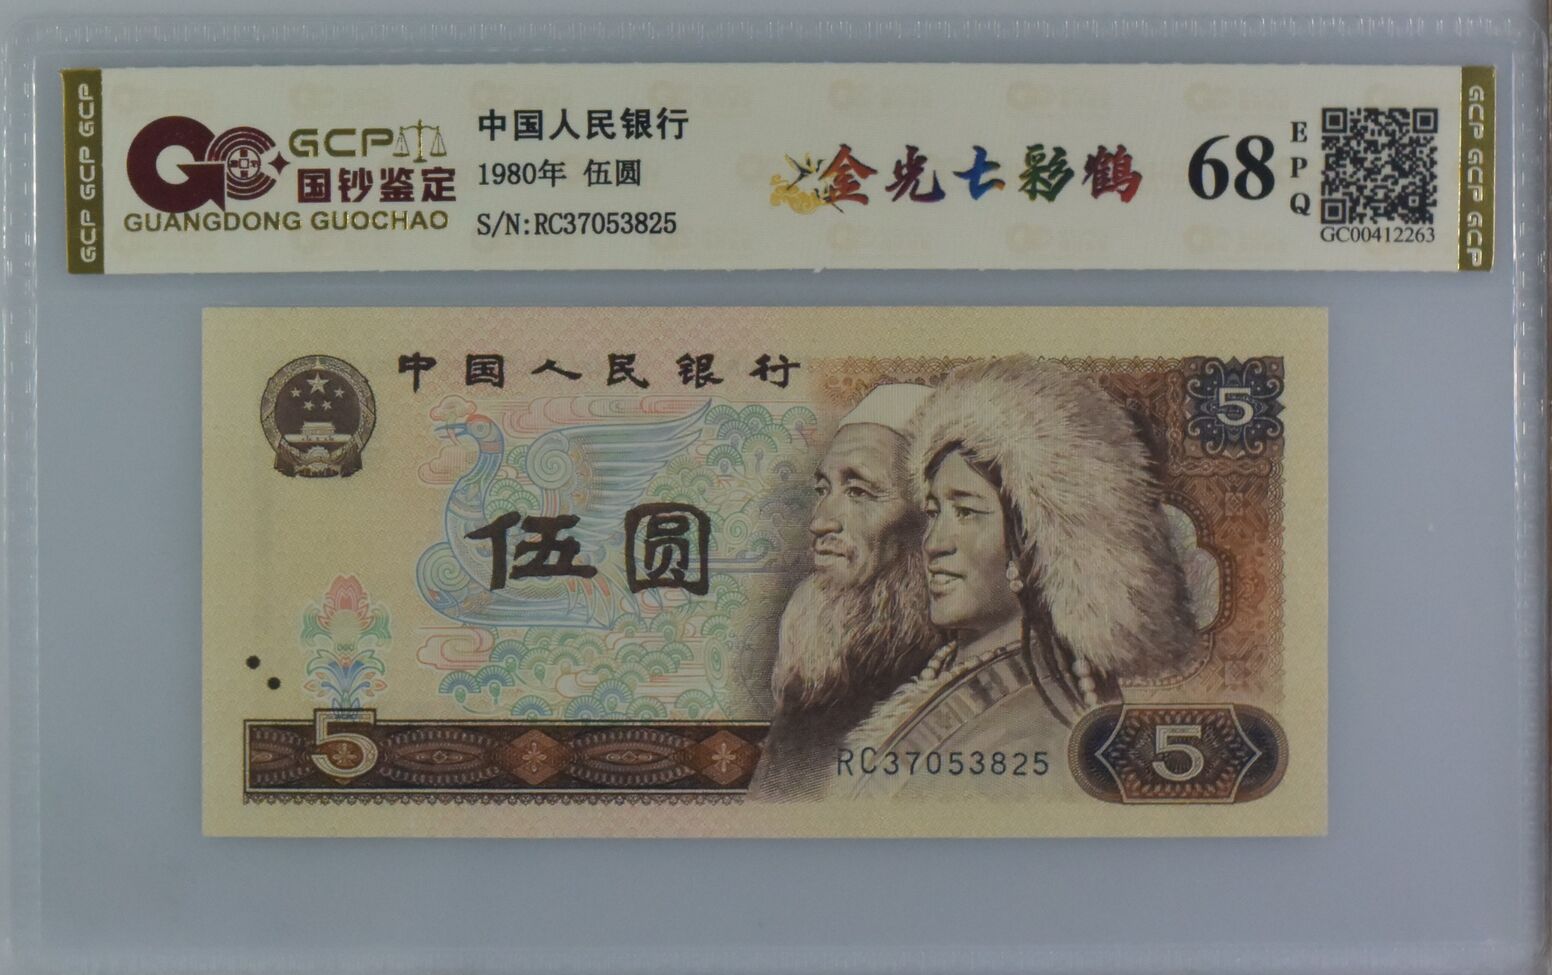 GCP GCP GCP
GCP
国钞鉴定
GUANGDONG GUOCHAO
中国人民银行
1980年 伍圆
S/N:RC37053825
金光七彩鹤
68
EPQ
GC00412263
GCP GCP GCP
中国人民银行
5
伍圆
5
RC37053825
5